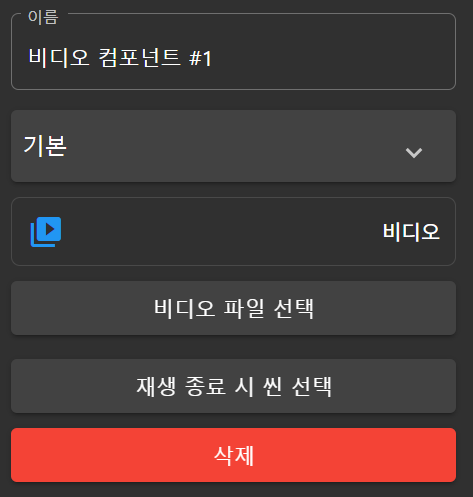 이름
비디오 컴포넌트 #1
기본
비디오
비디오 파일 선택
재생 종료 시 씬 선택
삭제